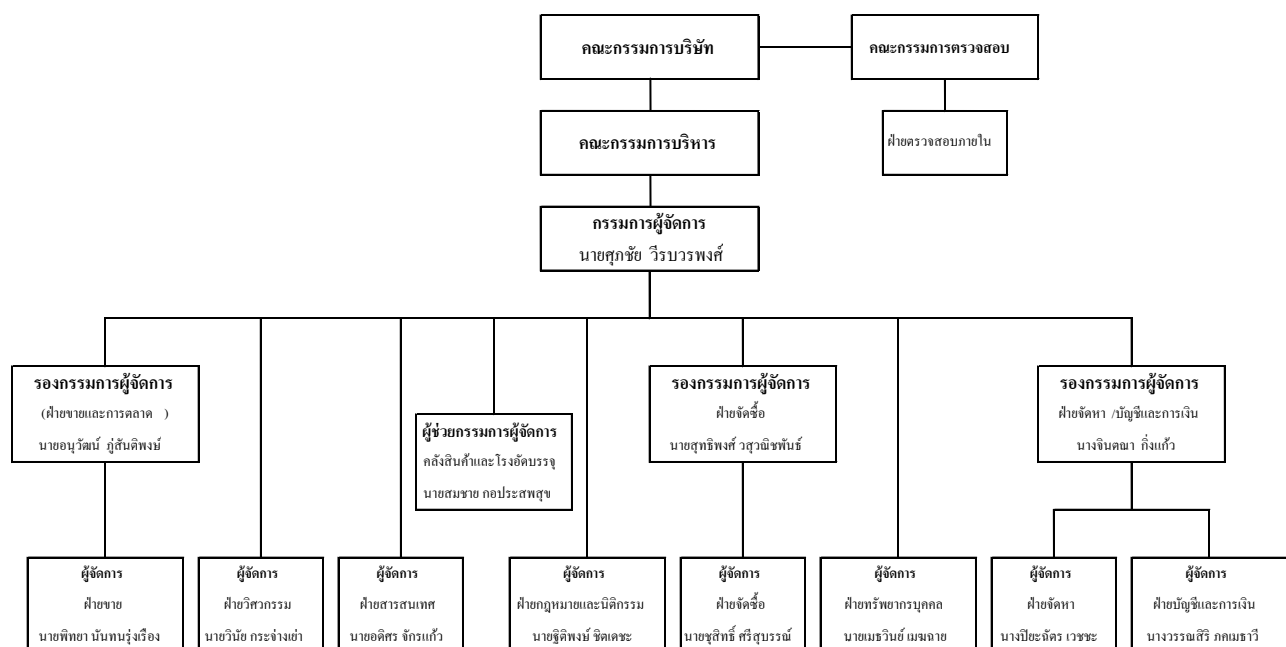 คณะกรรมการบริษัท
คณะกรรมการตรวจสอบ
คณะกรรมการบริหาร
ฝ่ายตรวจสอบภายใน
กรรมการผู้จัดการ
นายศุภชัย วีรบวรพงศ์
รองกรรมการผู้จัดการ
(ฝ่ายขายและการตลาด )
นายอนุวัฒน์ ภู่สันติพงษ์
ผู้ช่วยกรรมการผู้จัดการ
คลังสินค้าและโรงอัดบรรจุ
นายสมชาย กอประสพสุข
รองกรรมการผู้จัดการ
ฝ่ายจัดซื้อ
นายสุทธิพงศ์ วสุวณิชพันธ์
รองกรรมการผู้จัดการ
ฝ่ายจัดหา /บัญชีและการเงิน
นางจินตณา กิ่งแก้ว
ผู้จัดการ
ฝ่ายขาย
นายพิทยา นันทนรุ่งเรือง
ผู้จัดการ
ฝ่ายวิศวกรรม
นายวินัย กระจ่างเย่า
ผู้จัดการ
ฝ่ายสารสนเทศ
นายอดิศร จักรแก้ว
ผู้จัดการ
ฝ่ายกฎหมายและนิติกรรม
นายฐิติพงษ์ ชิตเดชะ
ผู้จัดการ
ฝ่ายจัดซื้อ
นายชุสิทธิ์ ศรีสุบรรณ์
ผู้จัดการ
ฝ่ายทรัพยากรบุคคล
นายเมธวินย์ เมฆฉาย
ผู้จัดการ
ฝ่ายจัดหา
นางปิยะฉัตร เวชชะ
ผู้จัดการ
ฝ่ายบัญชีและการเงิน
นางวรรณสิริ ภคเมธาวี